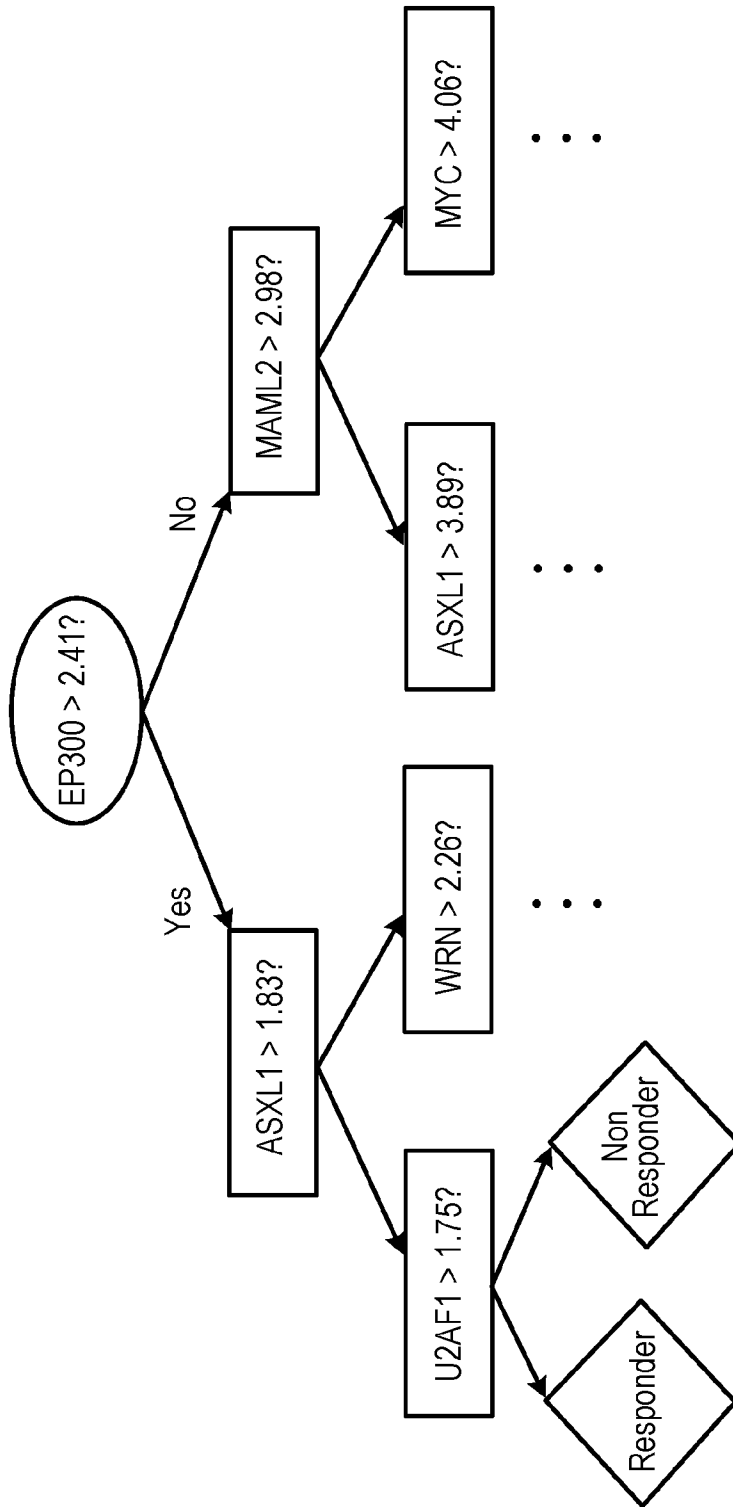 EP300 > 2.41?
Yes
No
ASXL1 > 1.83?
MAML2 > 2.98?
U2AF1 > 1.75?
WRN > 2.26?
ASXL1 > 3.89?
MYC > 4.06?
. . .
. . .
. . .
Responder
Non
Responder